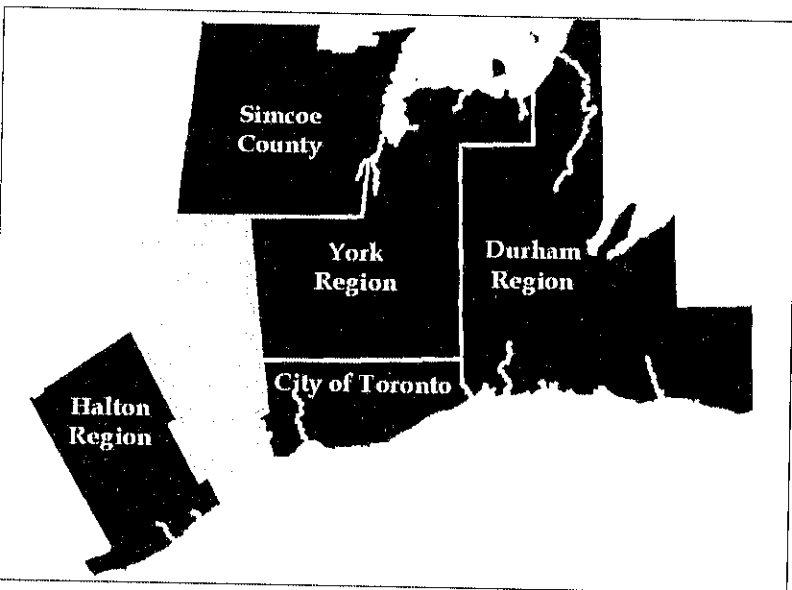 Simcoe
County
York
Region
Durham
Region
City of Toronto
Halton
Region